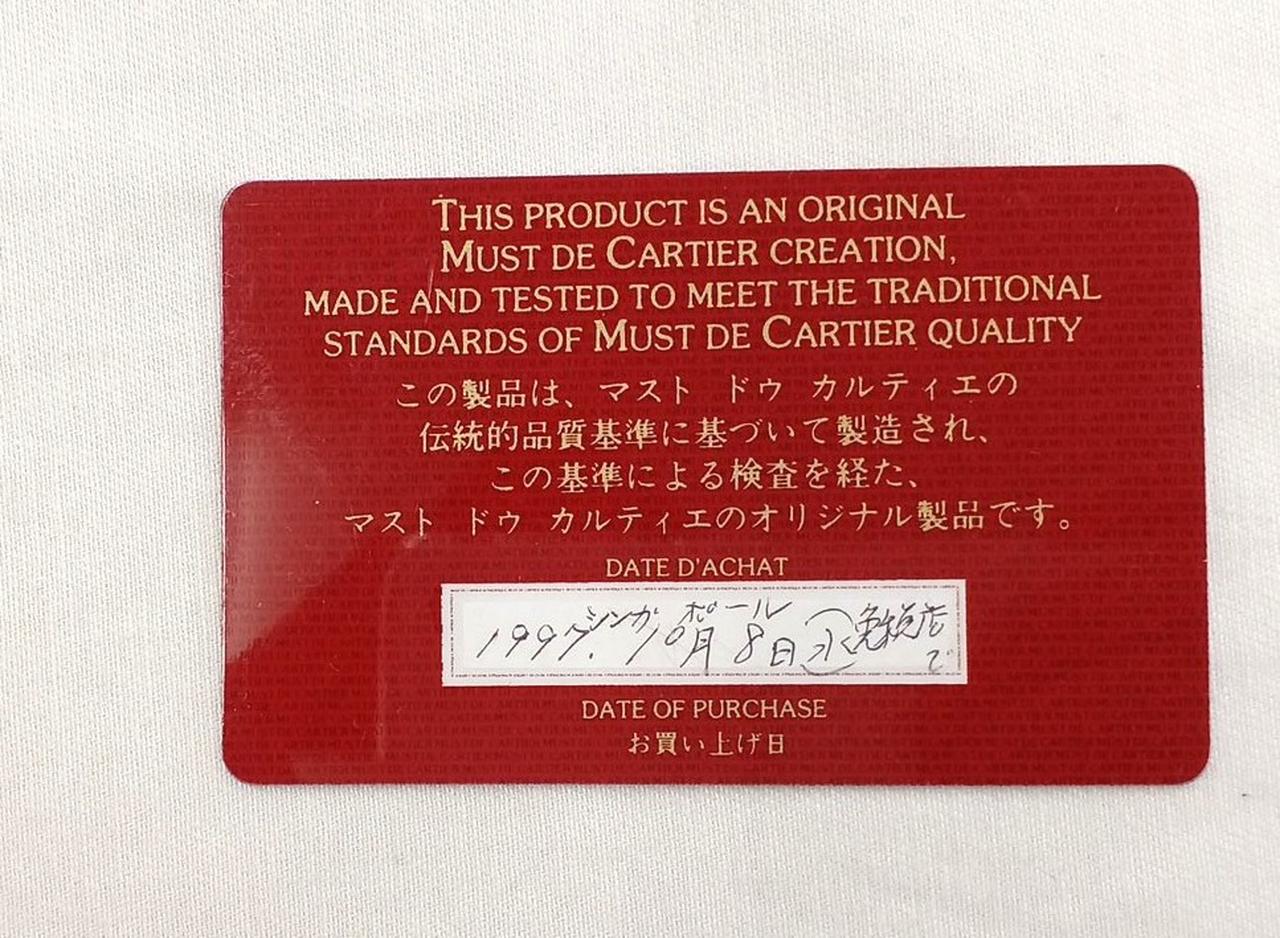 THIS PRODUCT IS AN ORIGINAL
MUST DE CARTIER CREATION,
MADE AND TESTED TO MEET THE TRADITIONAL
STANDARDS OF MUST DE CARTIER QUALITY
この製品は、マスト ドゥ カルティエの
伝統的品質基準に基づいて製造され、
この基準による検査を経た、
マスト ドゥ カルティエのオリジナル製品です。
DATE D'ACHAT
シンガポール
1997. 10月8日(水)免税店で
DATE OF PURCHASE
お買い上げ日